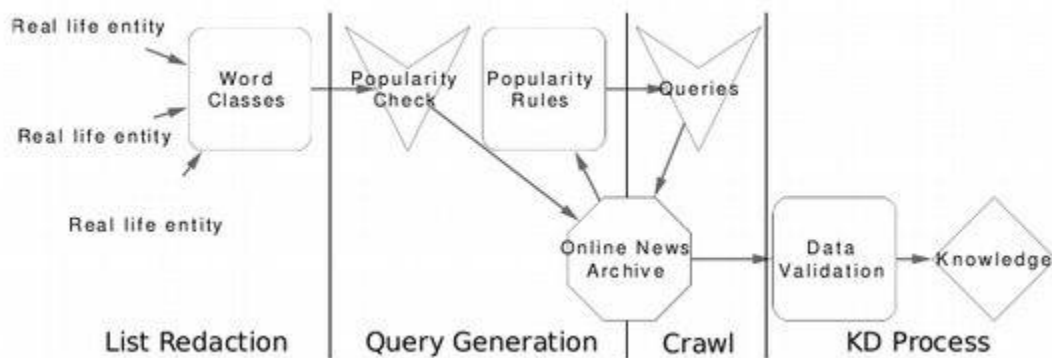 Real life entity
Real life entity
Real life entity
Word
Classes
Popularity
Check
Popularity
Rules
Queries
Online News
Archive
Data
Validation
Knowledge
List Redaction
Query Generation
Crawl
KD Process